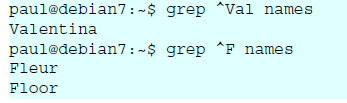 paul@debian7:~$ grep ^Val names
Valentina
paul@debian7:~$ grep ^F names
Fleur
Floor